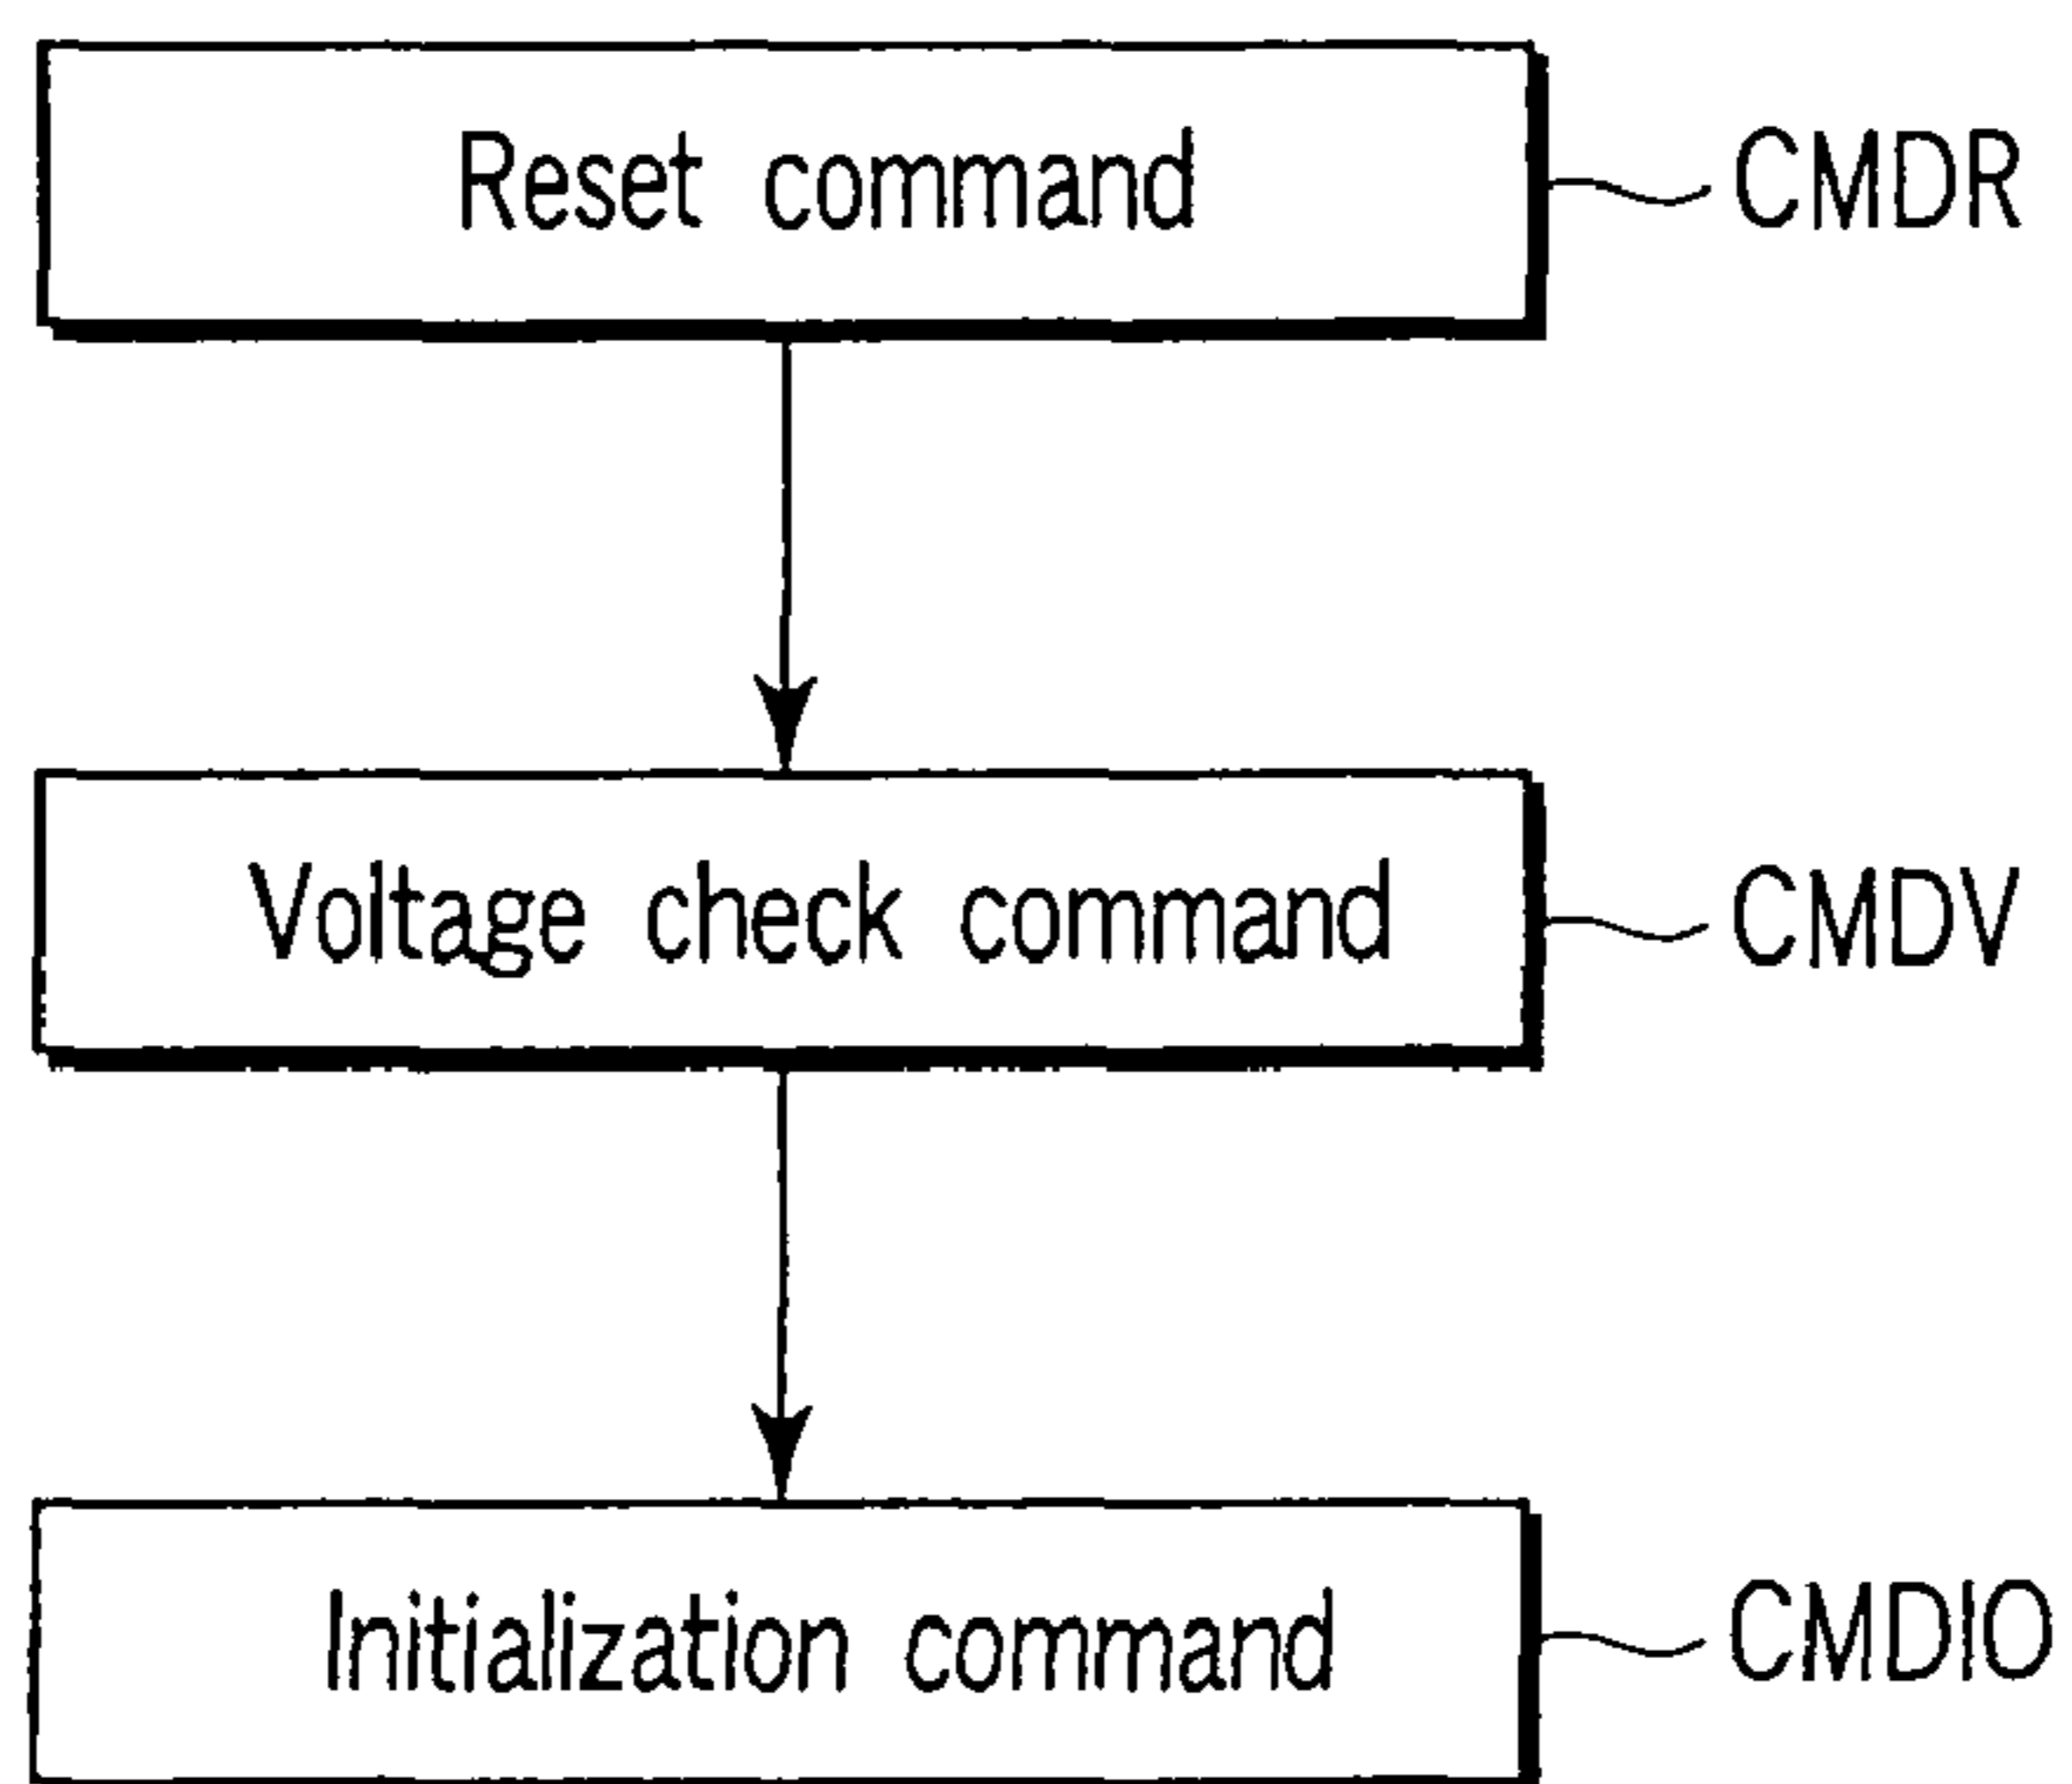 Reset command CMDR
Voltage check command CMDV
Initialization command CMDIO